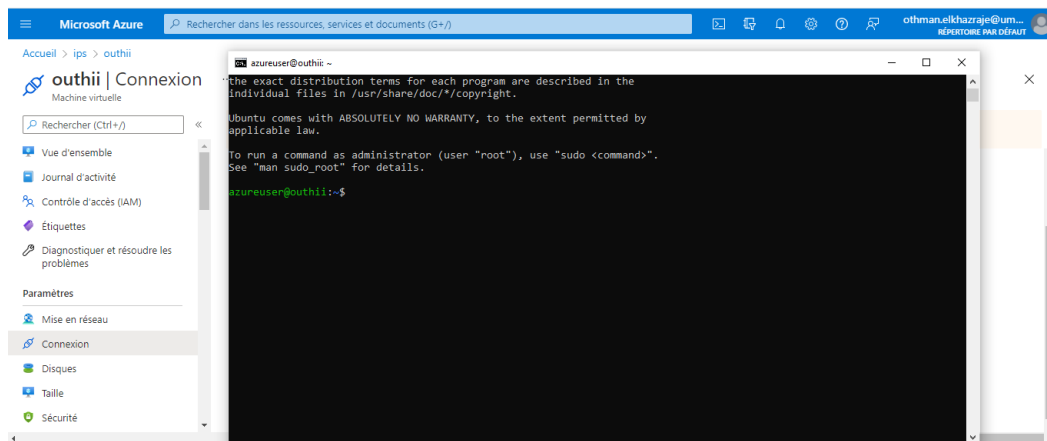 Microsoft Azure
Rechercher dans les ressources, services et documents (G+/)
othman.elkhazraje@um...
RÉPERTOIRE PAR DÉFAUT
Accueil > ips > outhii
outhii | Connexion
Machine virtuelle
Rechercher (Ctrl+/)
Vue d'ensemble
Journal d'activité
Contrôle d'accès (IAM)
Étiquettes
Diagnostiquer et résoudre les
problèmes
Paramètres
Mise en réseau
Connexion
Disques
Taille
Sécurité
azureuser@outhii: ~
the exact distribution terms for each program are described in the
individual files in /usr/share/doc/*/copyright.
Ubuntu comes with ABSOLUTELY NO WARRANTY, to the extent permitted by
applicable law.
To run a command as administrator (user "root"), use "sudo <command>".
See "man sudo_root" for details.
azureuser@outhii:~$